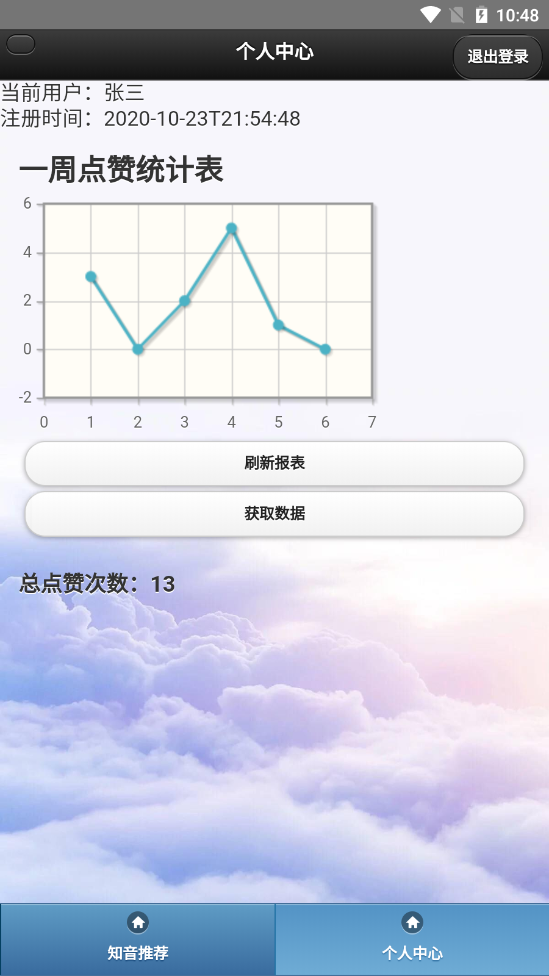 10:48
个人中心
退出登录
当前用户：张三
注册时间：2020-10-23T21:54:48
一周点赞统计表
6
4
2
0
-2
0 1 2 3 4 5 6 7
刷新报表
获取数据
总点赞次数：13
知音推荐 个人中心